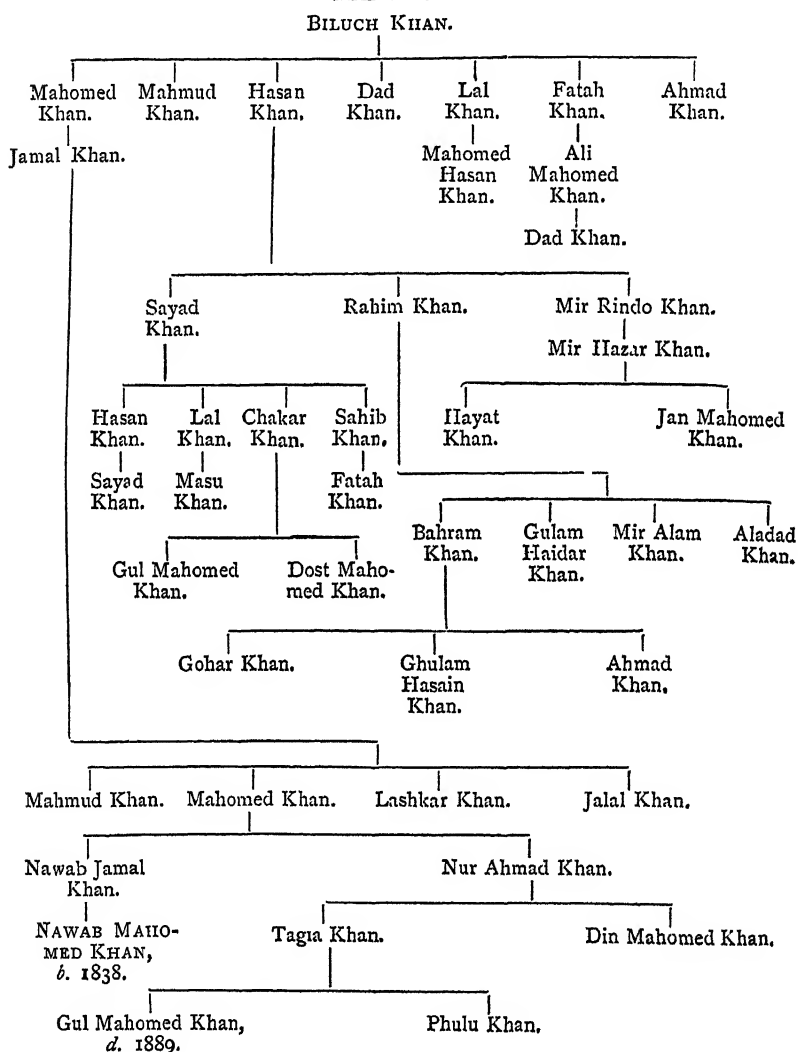 BILUCH KHAN.
Mahomed Mahmud Hasan Dad Lal Fatah Ahmad
Khan. Khan. Khan. Khan. Khan. Khan. Khan.
Jamal Khan. Mahomed Ali
Hasan Mahomed
Khan. Khan.
Dad Khan.
Sayad Rahim Khan. Mir Rindo Khan.
Khan.
Mir Hazar Khan.
Hasan Lal Chakar Sahib Hayat Jan Mahomed
Khan. Khan. Khan. Khan. Khan. Khan.
Sayad Masu Fatah
Khan. Khan. Khan.
Bahram Gulam Mir Alam Aladad
Khan. Haidar Khan. Khan.
Khan.
Gul Mahomed Dost Maho-
Khan. med Khan.
Gohar Khan. Ghulam Ahmad
Hasain Khan.
Khan.
Mahmud Khan. Mahomed Khan. Lashkar Khan. Jalal Khan.
Nawab Jamal Nur Ahmad Khan.
Khan.
NAWAB MAHO- Tagia Khan. Din Mahomed Khan.
MED KHAN,
b. 1838.
Gul Mahomed Khan, Phulu Khan.
d. 1889.